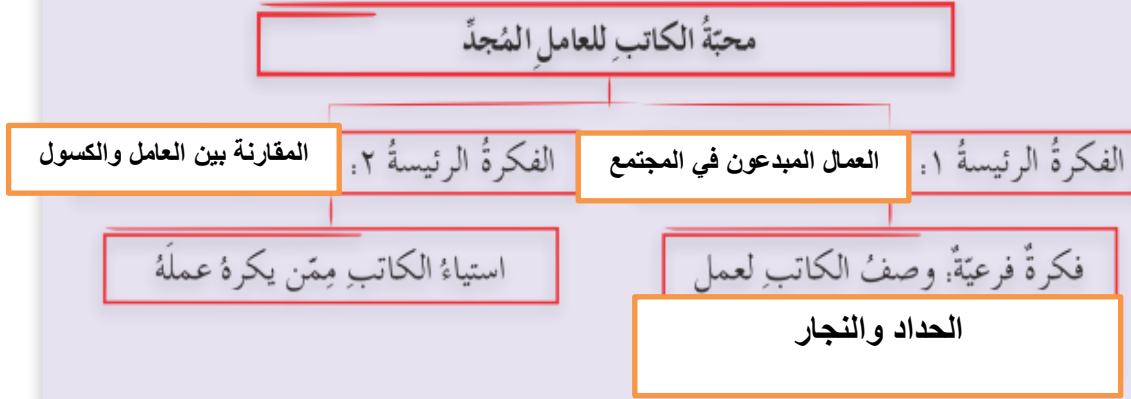 محبّةُ الكاتبِ للعاملِ المُجدِّ
الفكرةُ الرئيسةُ ١:
العمال المبدعون في المجتمع
الفكرةُ الرئيسةُ ٢:
المقارنة بين العامل والكسول
فكرةٌ فرعيّةٌ: وصفُ الكاتبِ لعمل
الحداد والنجار
استياءُ الكاتبِ مِمّن يكرهُ عملَهُ